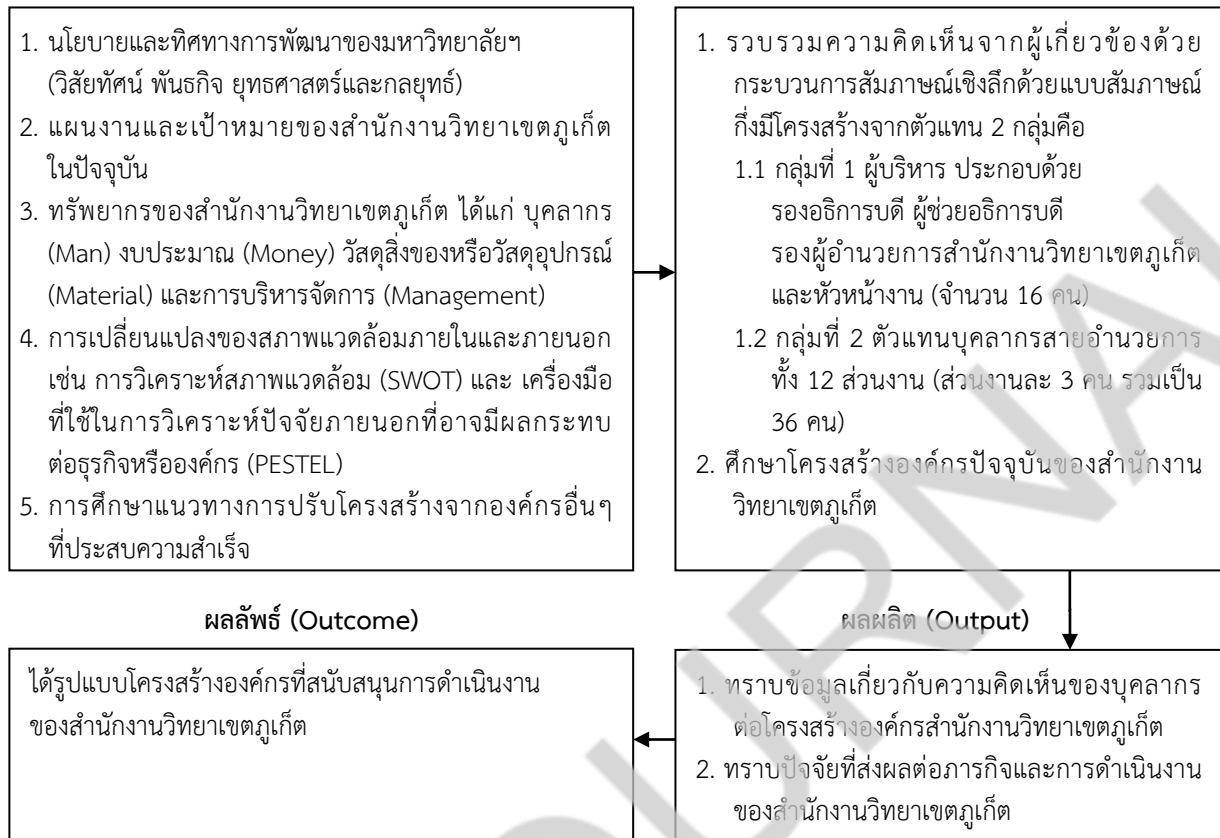 1. นโยบายและทิศทางการพัฒนาของมหาวิทยาลัยฯ
(วิสัยทัศน์ พันธกิจ ยุทธศาสตร์และกลยุทธ์)
2. แผนงานและเป้าหมายของสำนักงานวิทยาเขตภูเก็ต
ในปัจจุบัน
3. ทรัพยากรของสำนักงานวิทยาเขตภูเก็ต ได้แก่ บุคลากร
(Man) งบประมาณ (Money) วัสดุสิ่งของหรือวัสดุอุปกรณ์
(Material) และการบริหารจัดการ (Management)
4. การเปลี่ยนแปลงของสภาพแวดล้อมภายในและภายนอก
เช่น การวิเคราะห์สภาพแวดล้อม (SWOT) และ เครื่องมือ
ที่ใช้ในการวิเคราะห์ปัจจัยภายนอกที่อาจมีผลกระทบ
ต่อธุรกิจหรือองค์กร (PESTEL)
5. การศึกษาแนวทางการปรับโครงสร้างจากองค์กรอื่นๆ
ที่ประสบความสำเร็จ
1. รวบรวมความคิดเห็นจากผู้เกี่ยวข้องด้วย
กระบวนการสัมภาษณ์เชิงลึกด้วยแบบสัมภาษณ์
กึ่งมีโครงสร้างจากตัวแทน 2 กลุ่มคือ
1.1 กลุ่มที่ 1 ผู้บริหาร ประกอบด้วย
รองอธิการบดี ผู้ช่วยอธิการบดี
รองผู้อำนวยการสำนักงานวิทยาเขตภูเก็ต
และหัวหน้างาน (จำนวน 16 คน)
1.2 กลุ่มที่ 2 ตัวแทนบุคลากรสายอำนวยการ
ทั้ง 12 ส่วนงาน (ส่วนงานละ 3 คน รวมเป็น
36 คน)
2. ศึกษาโครงสร้างองค์กรปัจจุบันของสำนักงาน
วิทยาเขตภูเก็ต
ผลผลิต (Output)
1. ทราบข้อมูลเกี่ยวกับความคิดเห็นของบุคลากร
ต่อโครงสร้างองค์กรสำนักงานวิทยาเขตภูเก็ต
2. ทราบปัจจัยที่ส่งผลต่อภารกิจและการดำเนินงาน
ของสำนักงานวิทยาเขตภูเก็ต
ผลลัพธ์ (Outcome)
ได้รูปแบบโครงสร้างองค์กรที่สนับสนุนการดำเนินงาน
ของสำนักงานวิทยาเขตภูเก็ต